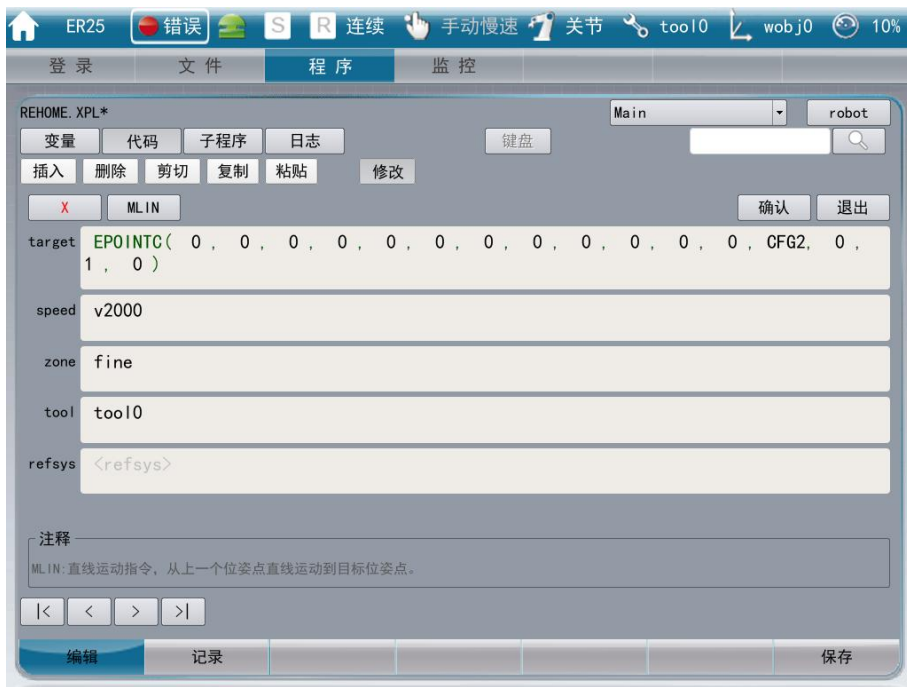 ER25 错误 S R 连续 手动慢速 关节 tool0 wobj0 10%
登录 文件 程序 监控
REHOME.XPL* Main robot
变量 代码 子程序 日志 键盘
插入 删除 剪切 复制 粘贴 修改
X MLIN 确认 退出
target EPOINTC( 0 , 0 , 0 , 0 , 0 , 0 , 0 , 0 , 0 , 0 , 0 , 0 , CFG2, 0 ,
1 , 0 )
speed v2000
zone fine
tool tool0
refsys <refsys>
注释
MLIN:直线运动指令，从上一个位姿点直线运动到目标位姿点。
|< < > >|
编辑 记录 保存